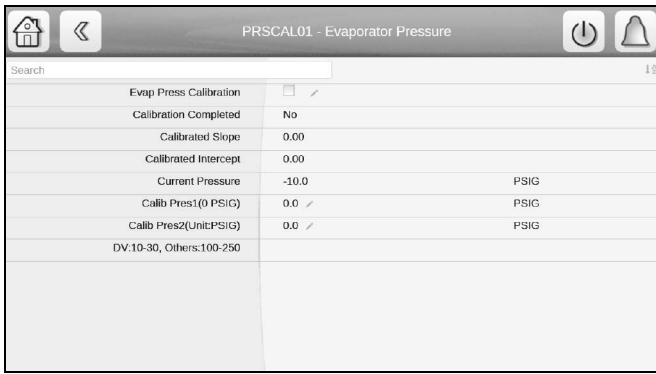 PRSCAL01 - Evaporator Pressure
Search
Evap Press Calibration
Calibration Completed No
Calibrated Slope 0.00
Calibrated Intercept 0.00
Current Pressure -10.0 PSIG
Calib Pres1(0 PSIG) 0.0 PSIG
Calib Pres2(Unit:PSIG) 0.0 PSIG
DV:10-30, Others:100-250